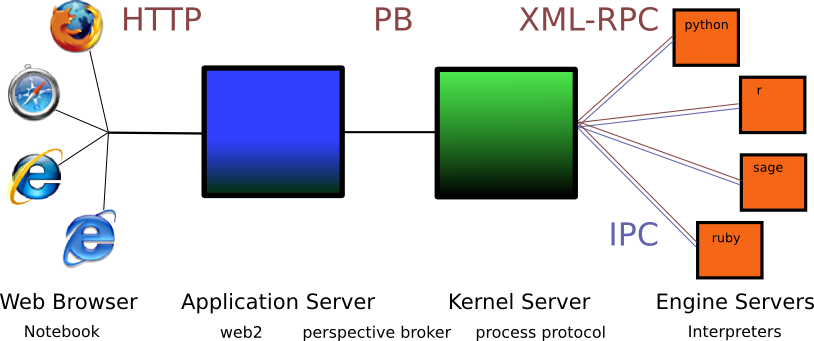 HTTP
PB
XML-RPC
python
r
sage
IPC
ruby
Web Browser
Application Server
Kernel Server
Engine Servers
Notebook
web2
perspective broker
process protocol
Interpreters